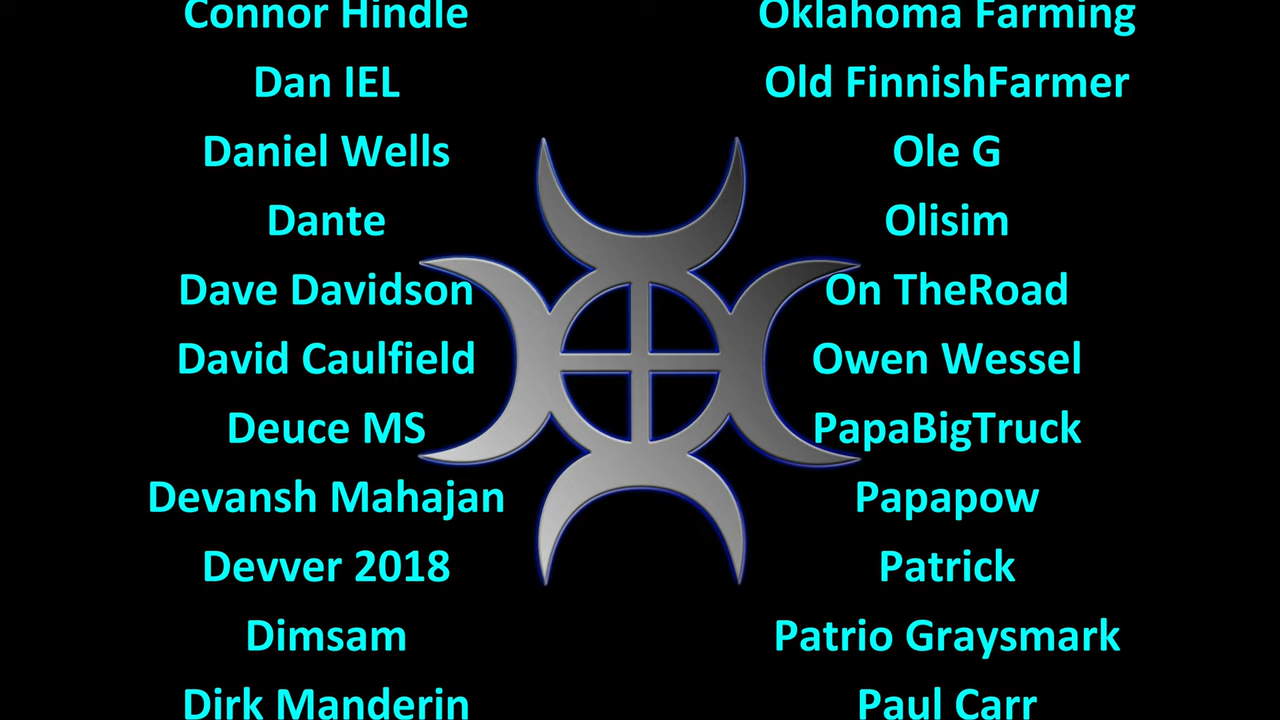 Connor Hindle
Dan IEL
Daniel Wells
Dante
Dave Davidson
David Caulfield
Deuce MS
Devansh Mahajan
Devver 2018
Dimsam
Dirk Manderin
Oklahoma Farming
Old FinnishFarmer
Ole G
Olisim
On TheRoad
Owen Wessel
PapaBigTruck
Papapow
Patrick
Patrio Graysmark
Paul Carr